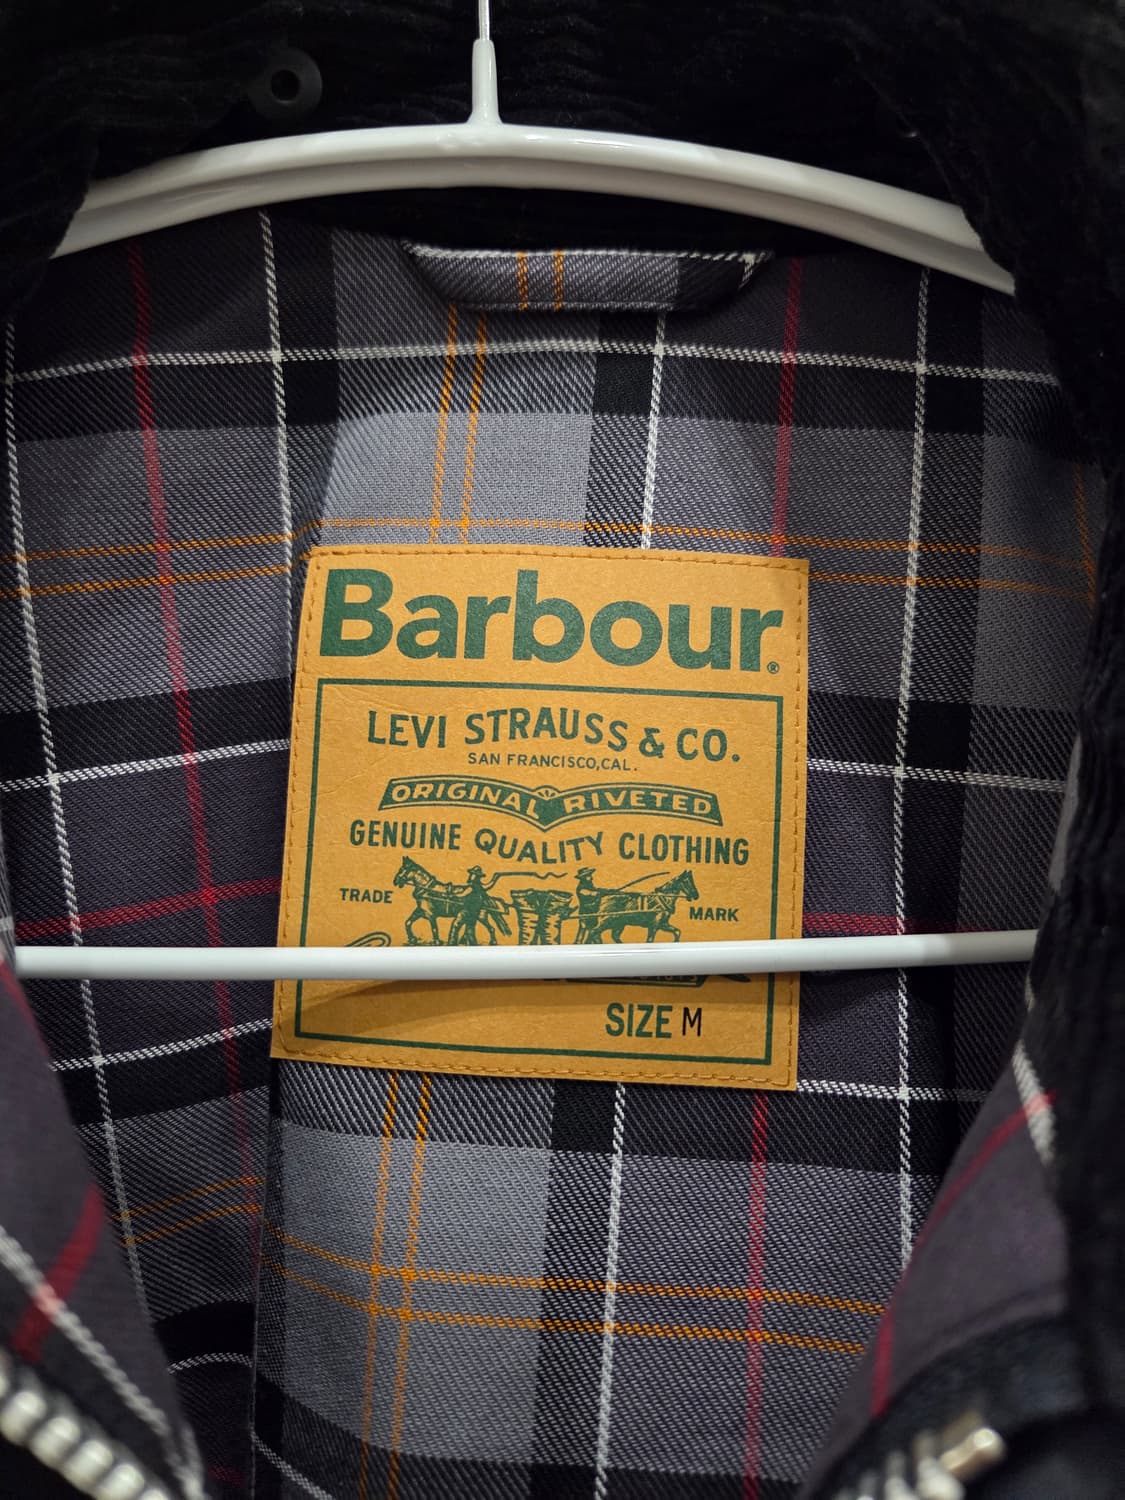 Barbour®
LEVI STRAUSS & CO.
SAN FRANCISCO, CAL.
ORIGINAL RIVETED
GENUINE QUALITY CLOTHING
TRADE MARK
SIZE M